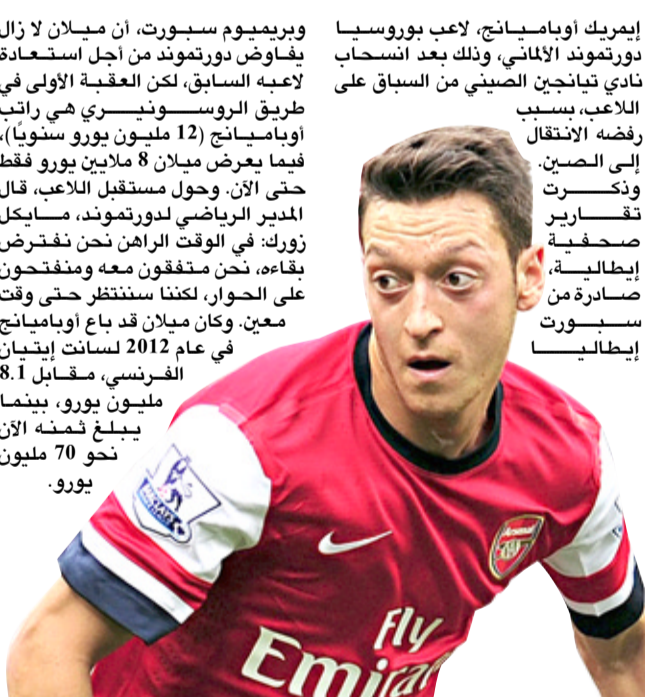 إيمريك أوباميانج، لاعب بوروسيا
دورتموند الألماني، وذلك بعد انسحاب
نادي تيانجين الصيني من السباق على
اللاعب، بسبب
رفضه الانتقال
إلى الصين.
وذكرت
تقارير
صحفية
إيطالية،
صادرة من
سبورت
إيطاليا
وبريميوم سبورت، أن ميلان لا زال
يفاوض دورتموند من أجل استعادة
لاعبه السابق، لكن العقبة الأولى في
طريق الروسونيري هي راتب
أوباميانج (12 مليون يورو سنويًا)،
فيما يعرض ميلان 8 ملايين يورو فقط
حتى الآن. وحول مستقبل اللاعب، قال
المدير الرياضي لدورتموند، مايكل
زورك: في الوقت الراهن نحن نفترض
بقاءه، نحن متفقون معه ومنفتحون
على الحوار، لكننا سننتظر حتى وقت
معين. وكان ميلان قد باع أوباميانج
في عام 2012 لسانت إيتيان
الفرنسي، مقابل 8.1
مليون يورو، بينما
يبلغ ثمنه الآن
نحو 70 مليون
يورو.
Arsenal
Fly
Emira